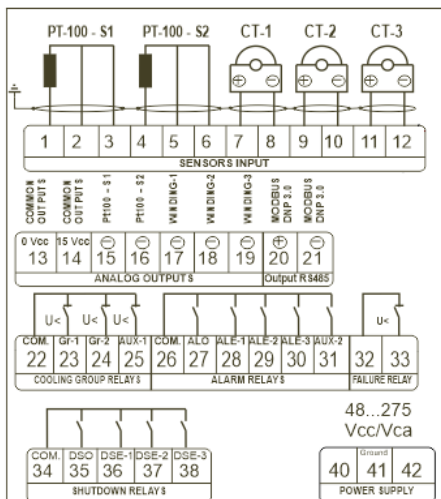 PT-100 - S1 PT-100 - S2 CT-1 CT-2 CT-3
1 2 3 4 5 6 7 8 9 10 11 12
SENSORS INPUT
COMMON OUTPUTS
COMMON OUTPUTS
Pt100 - S1
Pt100 - S2
WINDING-1
WINDING-2
WINDING-3
MODBUS DNP 3.0
MODBUS DNP 3.0
0 Vcc 15 Vcc ⊖ ⊖ ⊖ ⊖ ⊖ ⊕ ⊖
13 14 15 16 17 18 19 20 21
ANALOG OUTPUTS Output RS485
U< U< U< U<
COM. Gr-1 Gr-2 AUX-1 COM. ALO ALE-1 ALE-2 ALE-3 AUX-2
22 23 24 25 26 27 28 29 30 31 32 33
COOLING GROUP RELAYS ALARM RELAYS FAILURE RELAY
48...275
Vcc/Vca
COM. DSO DSE-1 DSE-2 DSE-3
34 35 36 37 38
SHUTDOWN RELAYS
Ground
40 41 42
POWER SUPPLY